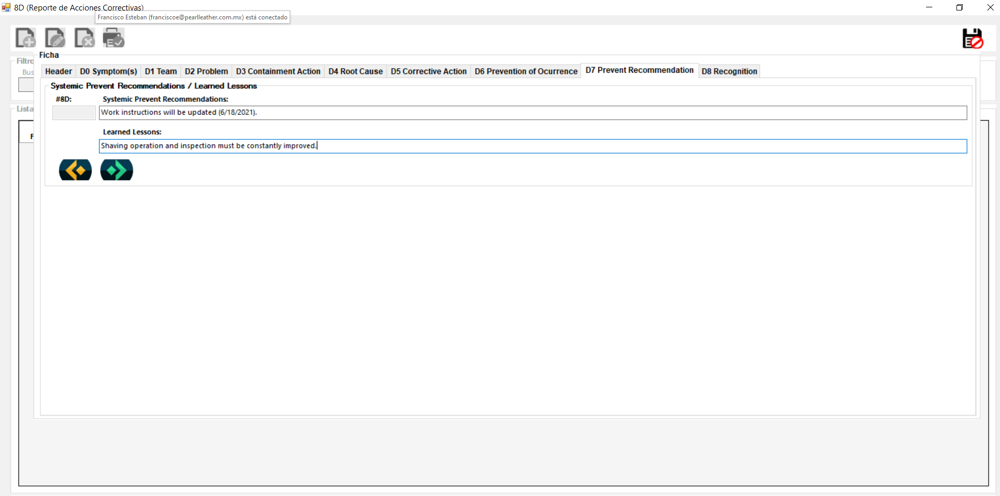 8D (Reporte de Acciones Correctivas)
Francisco Esteban (franciscoe@pearlleather.com.mx) está conectado
Ficha
Filtro
Bus
Header D0 Symptom(s) D1 Team D2 Problem D3 Containment Action D4 Root Cause D5 Corrective Action D6 Prevention of Ocurrence D7 Prevent Recommendation D8 Recognition
Systemic Prevent Recommendations / Learned Lessons
#8D: Systemic Prevent Recommendations:
Lista
Work instructions will be updated (6/18/2021).
Learned Lessons:
F
Shaving operation and inspection must be constantly improved.